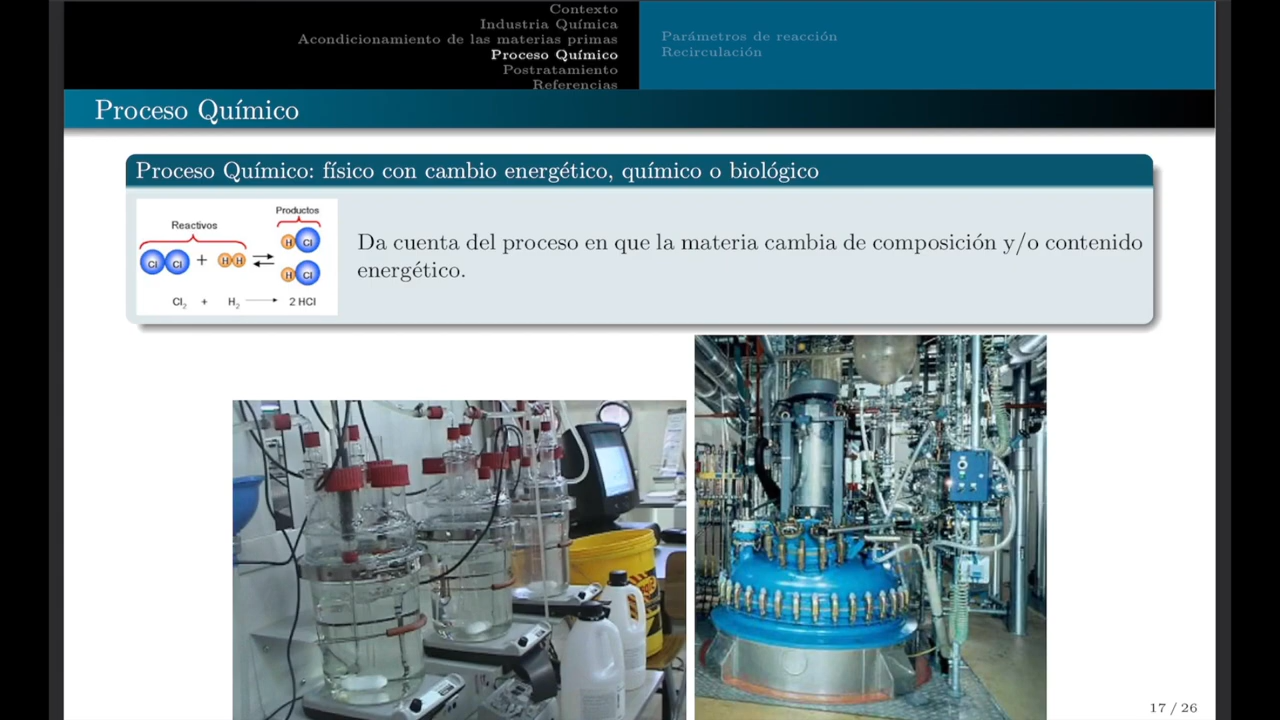 Contexto
Industria Química
Acondicionamiento de las materias primas
Proceso Químico
Postratamiento
Referencias
Parámetros de reacción
Recirculación
Proceso Químico
Proceso Químico: físico con cambio energético, químico o biológico
Reactivos
Productos
Cl Cl + H H H Cl
H Cl
Cl₂ + H₂ → 2 HCl
Da cuenta del proceso en que la materia cambia de composición y/o contenido
energético.
17 / 26